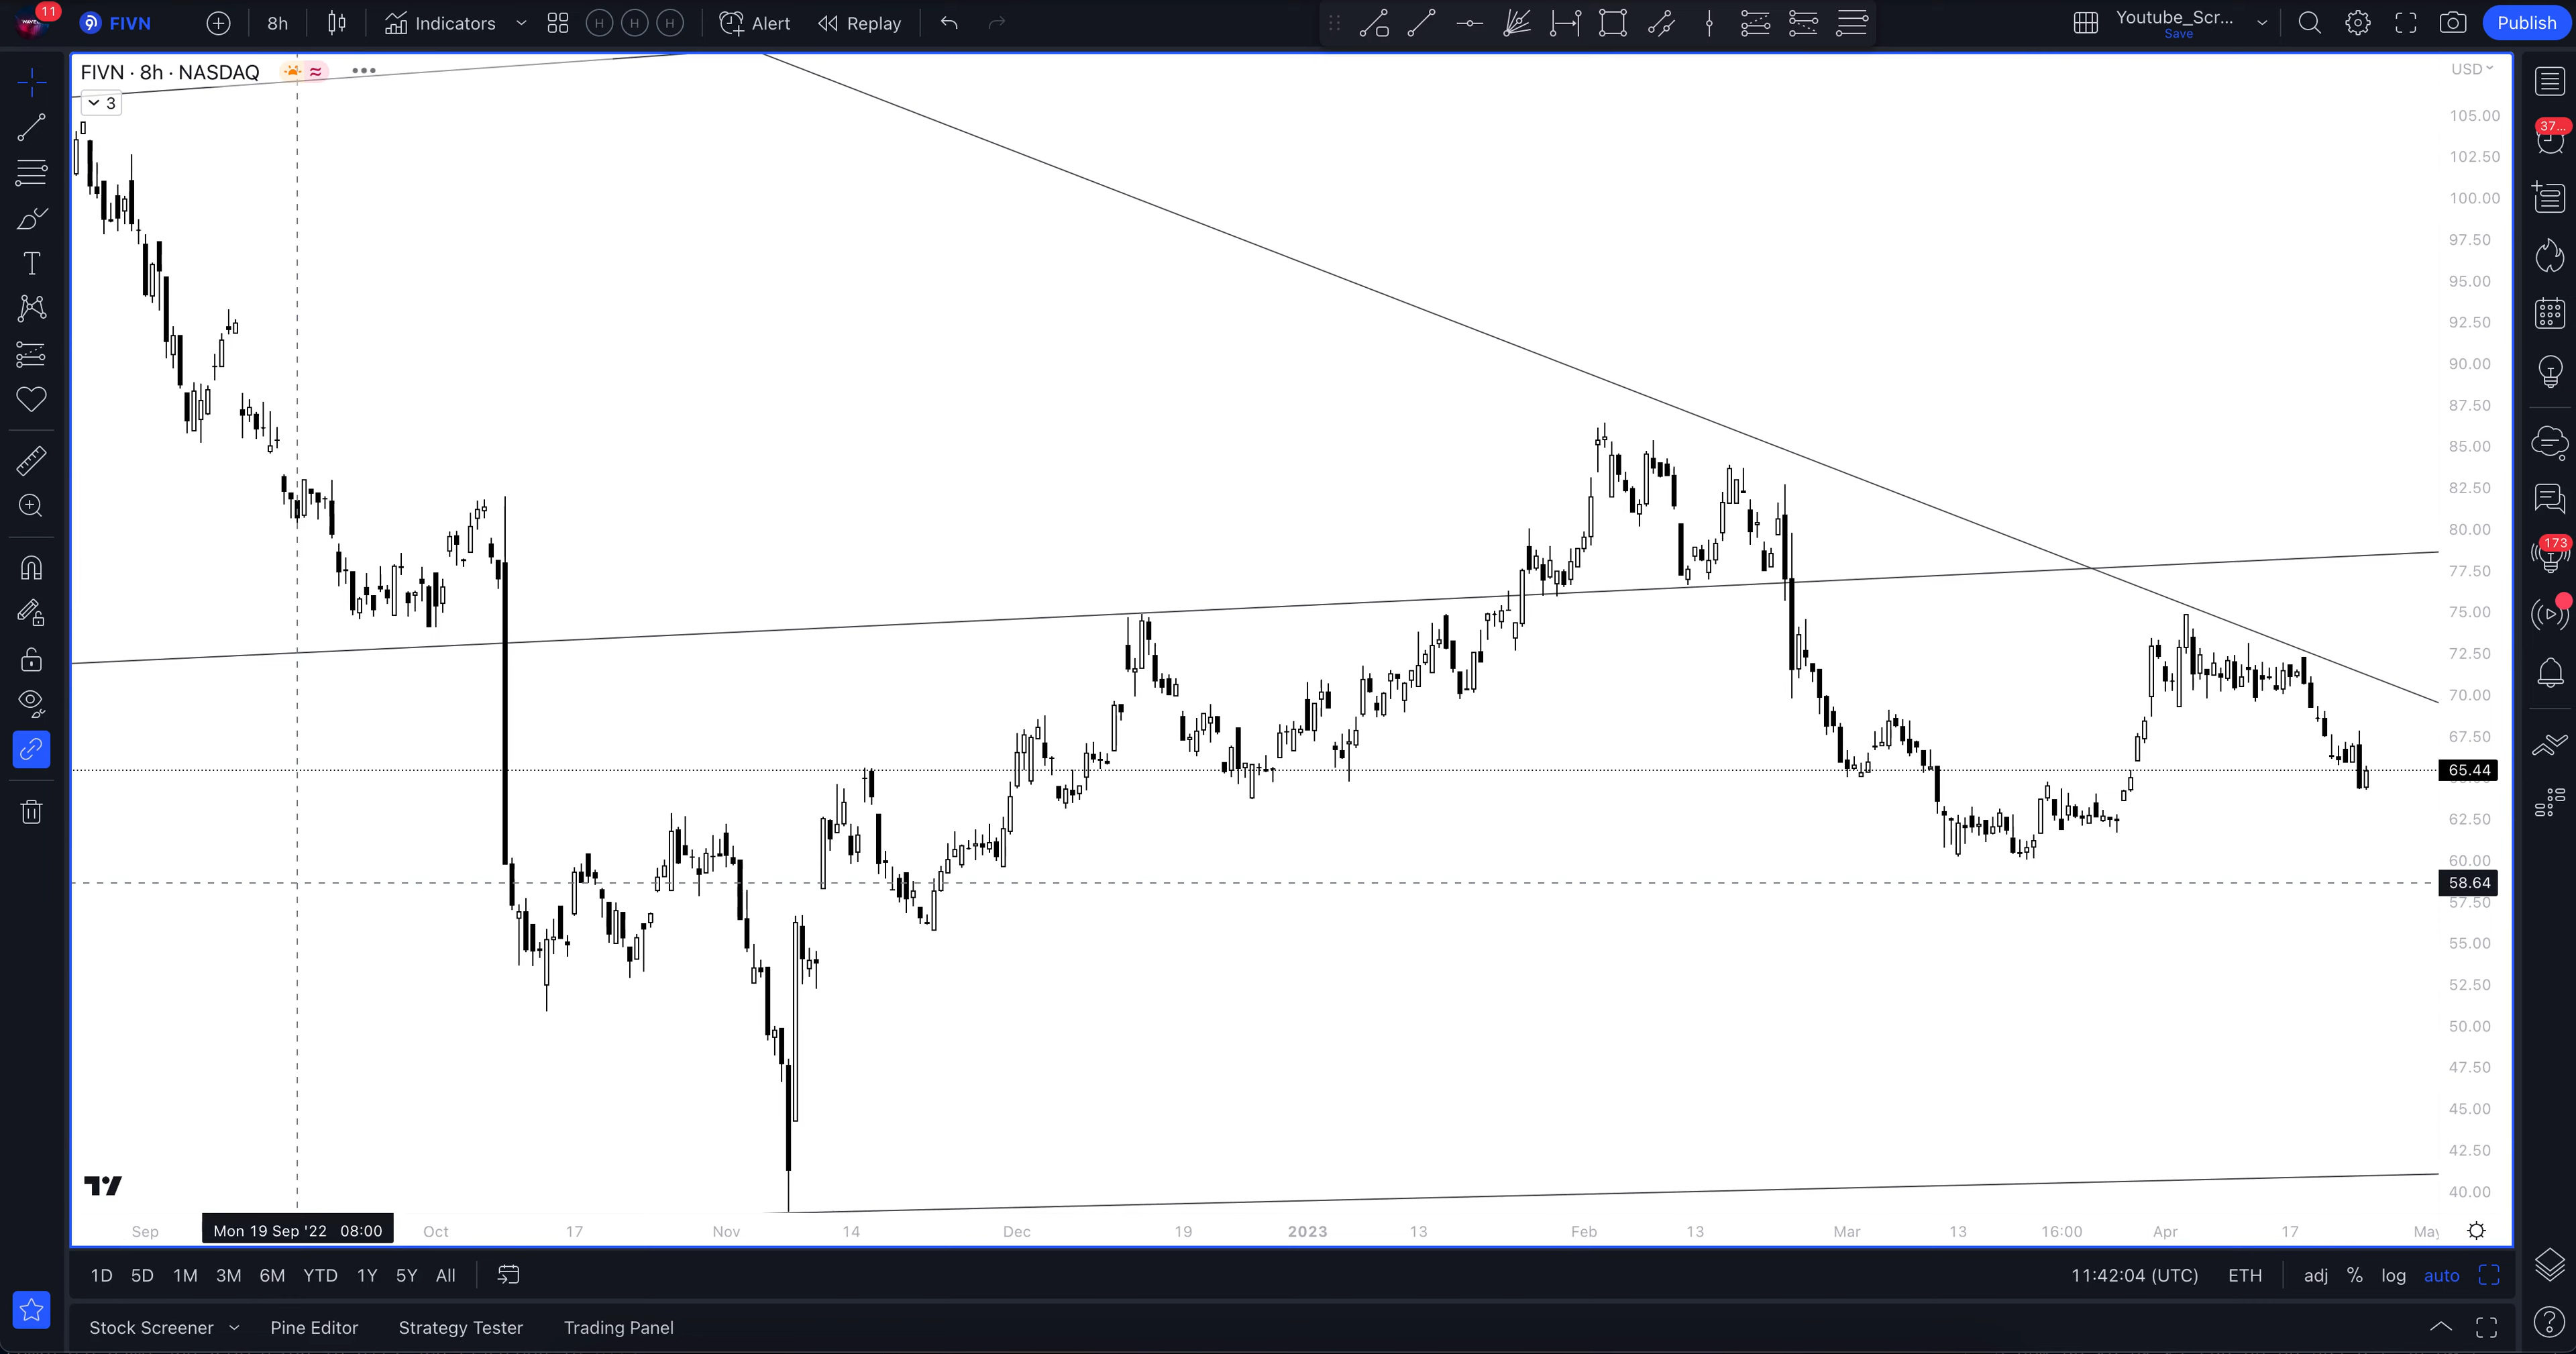 11
FIVN
8h
Indicators
H H H
Alert
Replay
Youtube_Scr...
Save
Publish
FIVN · 8h · NASDAQ
3
USD
105.00
102.50
100.00
97.50
95.00
92.50
90.00
87.50
85.00
82.50
80.00
77.50
75.00
72.50
70.00
67.50
65.44
62.50
60.00
58.64
57.50
55.00
52.50
50.00
47.50
45.00
42.50
40.00
37...
173
Sep Mon 19 Sep '22 08:00 Oct 17 Nov 14 Dec 19 2023 13 Feb 13 Mar 13 16:00 Apr 17 May
1D 5D 1M 3M 6M YTD 1Y 5Y All
11:42:04 (UTC) ETH adj % log auto
Stock Screener Pine Editor Strategy Tester Trading Panel